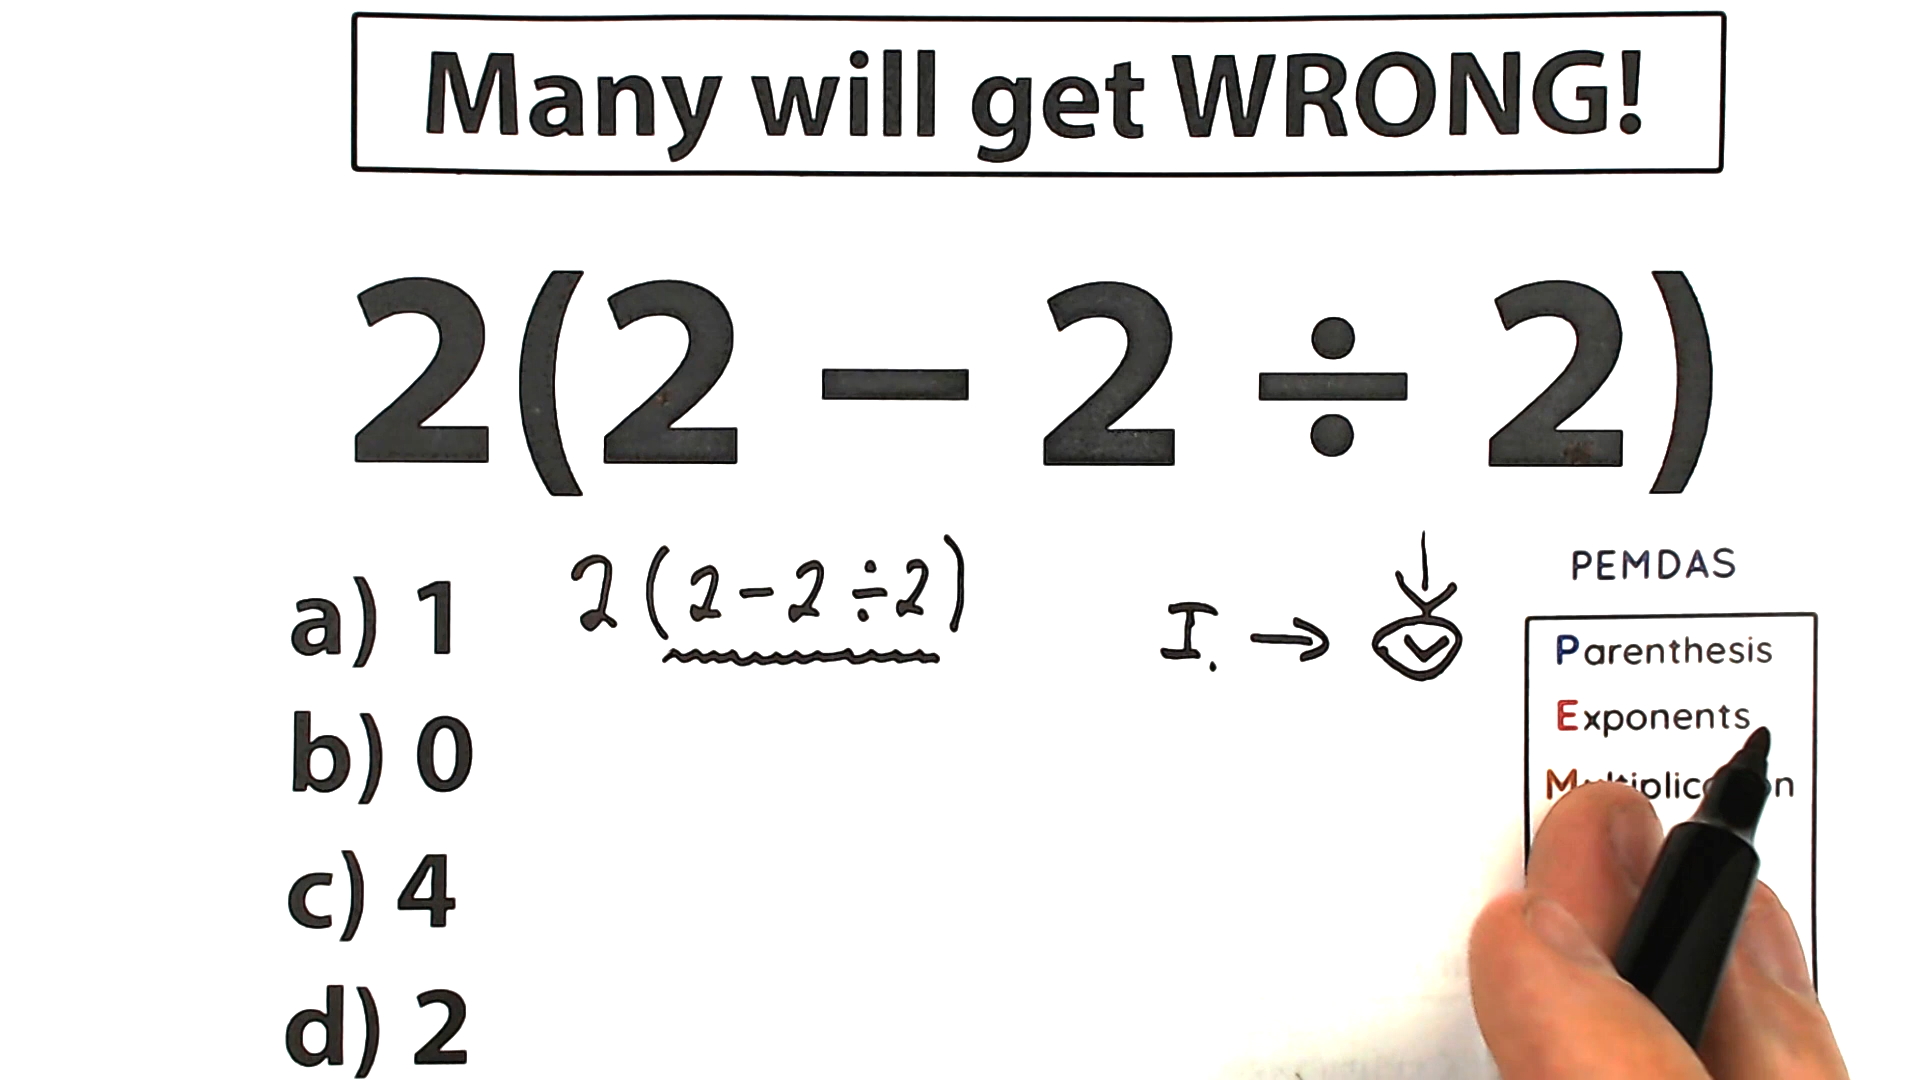 Many will get WRONG!
2(2 − 2 ÷ 2)
a) 1
2(2-2÷2)
I. →
b) 0
c) 4
d) 2
PEMDAS
Parenthesis
Exponents